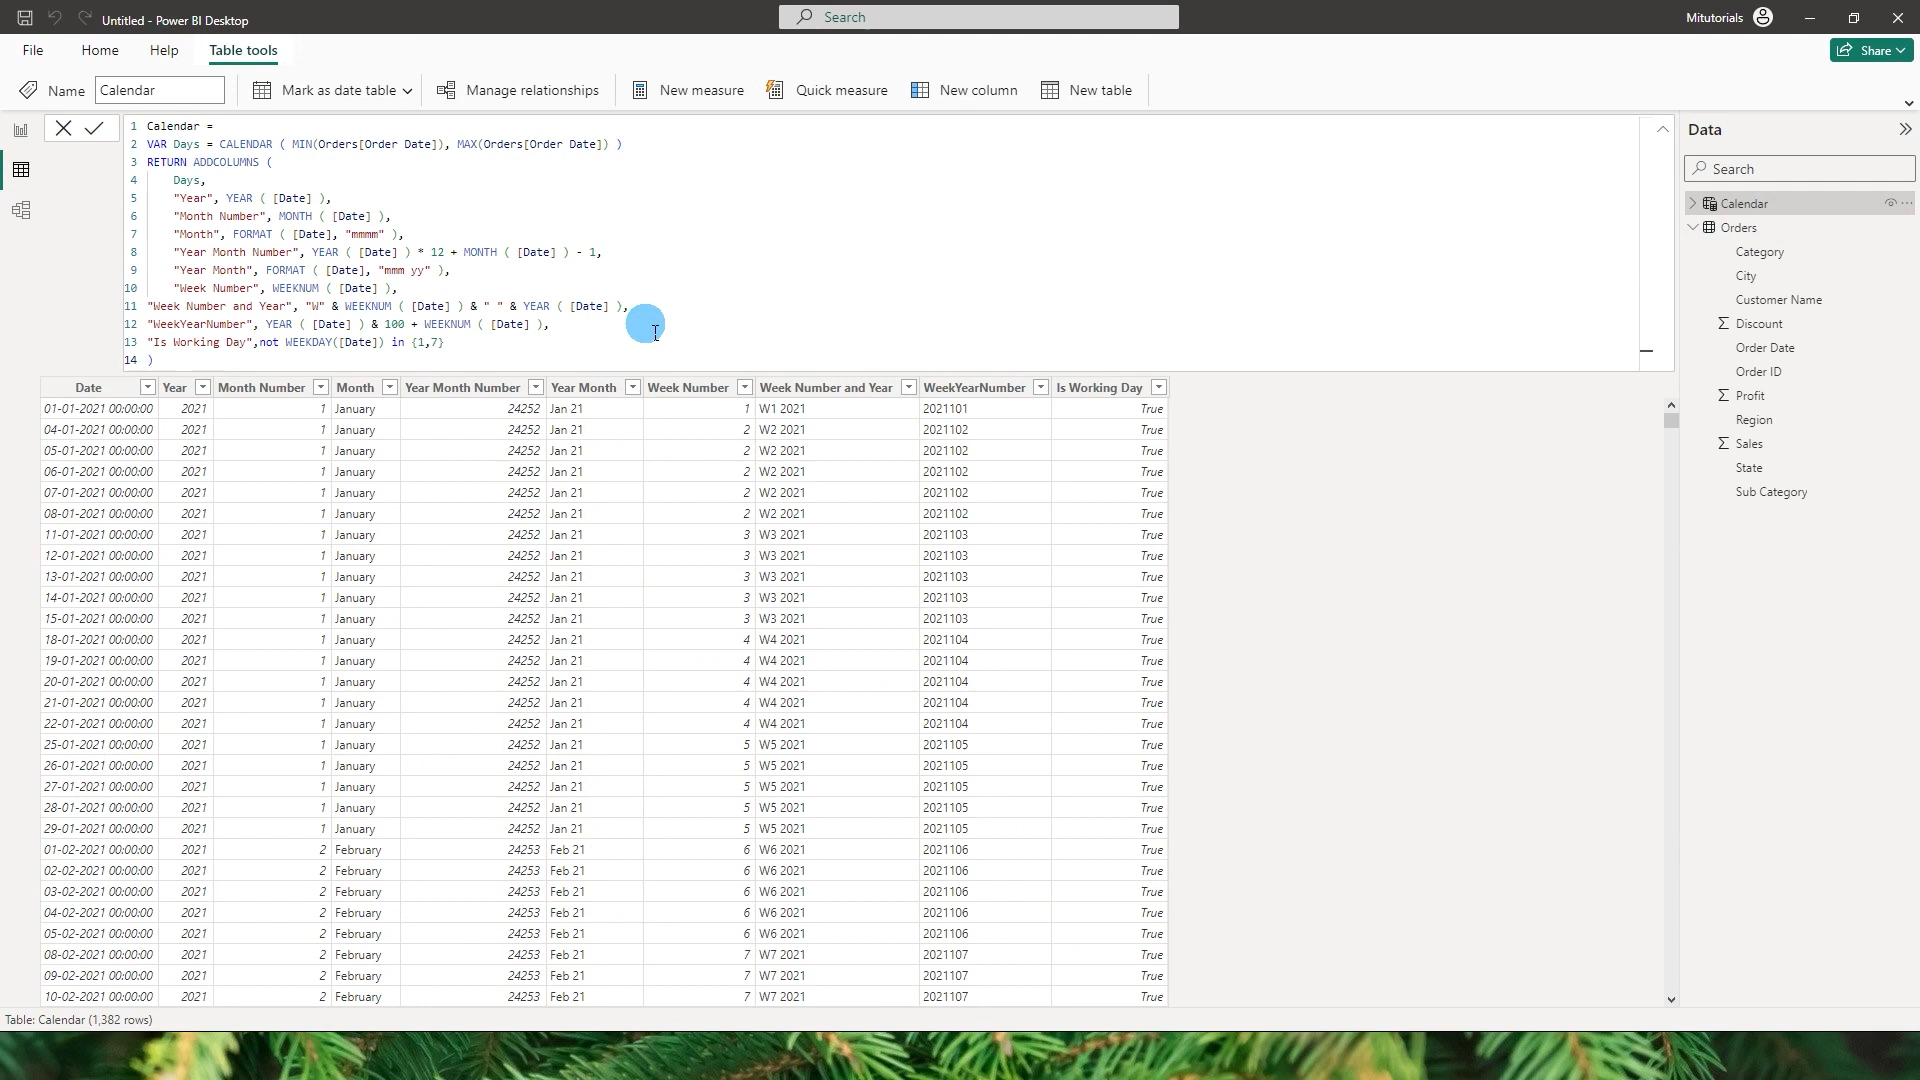 Untitled - Power BI Desktop
Search
Mitutorials
File
Home
Help
Table tools
Share
Name
Calendar
Mark as date table
Manage relationships
New measure
Quick measure
New column
New table
1 Calendar =
2 VAR Days = CALENDAR ( MIN(Orders[Order Date]), MAX(Orders[Order Date]) )
3 RETURN ADDCOLUMNS (
4 Days,
5 "Year", YEAR ( [Date] ),
6 "Month Number", MONTH ( [Date] ),
7 "Month", FORMAT ( [Date], "mmmm" ),
8 "Year Month Number", YEAR ( [Date] ) * 12 + MONTH ( [Date] ) - 1,
9 "Year Month", FORMAT ( [Date], "mmm yy" ),
10 "Week Number", WEEKNUM ( [Date] ),
11 "Week Number and Year", "W" & WEEKNUM ( [Date] ) & " " & YEAR ( [Date] ),
12 "WeekYearNumber", YEAR ( [Date] ) & 100 + WEEKNUM ( [Date] ),
13 "Is Working Day",not WEEKDAY([Date]) in {1,7}
14 )
Date Year Month Number Month Year Month Number Year Month Week Number Week Number and Year WeekYearNumber Is Working Day
01-01-2021 00:00:00 2021 1 January 24252 Jan 21 1 W1 2021 2021101 True
04-01-2021 00:00:00 2021 1 January 24252 Jan 21 2 W2 2021 2021102 True
05-01-2021 00:00:00 2021 1 January 24252 Jan 21 2 W2 2021 2021102 True
06-01-2021 00:00:00 2021 1 January 24252 Jan 21 2 W2 2021 2021102 True
07-01-2021 00:00:00 2021 1 January 24252 Jan 21 2 W2 2021 2021102 True
08-01-2021 00:00:00 2021 1 January 24252 Jan 21 2 W2 2021 2021102 True
11-01-2021 00:00:00 2021 1 January 24252 Jan 21 3 W3 2021 2021103 True
12-01-2021 00:00:00 2021 1 January 24252 Jan 21 3 W3 2021 2021103 True
13-01-2021 00:00:00 2021 1 January 24252 Jan 21 3 W3 2021 2021103 True
14-01-2021 00:00:00 2021 1 January 24252 Jan 21 3 W3 2021 2021103 True
15-01-2021 00:00:00 2021 1 January 24252 Jan 21 3 W3 2021 2021103 True
18-01-2021 00:00:00 2021 1 January 24252 Jan 21 4 W4 2021 2021104 True
19-01-2021 00:00:00 2021 1 January 24252 Jan 21 4 W4 2021 2021104 True
20-01-2021 00:00:00 2021 1 January 24252 Jan 21 4 W4 2021 2021104 True
21-01-2021 00:00:00 2021 1 January 24252 Jan 21 4 W4 2021 2021104 True
22-01-2021 00:00:00 2021 1 January 24252 Jan 21 4 W4 2021 2021104 True
25-01-2021 00:00:00 2021 1 January 24252 Jan 21 5 W5 2021 2021105 True
26-01-2021 00:00:00 2021 1 January 24252 Jan 21 5 W5 2021 2021105 True
27-01-2021 00:00:00 2021 1 January 24252 Jan 21 5 W5 2021 2021105 True
28-01-2021 00:00:00 2021 1 January 24252 Jan 21 5 W5 2021 2021105 True
29-01-2021 00:00:00 2021 1 January 24252 Jan 21 5 W5 2021 2021105 True
01-02-2021 00:00:00 2021 2 February 24253 Feb 21 6 W6 2021 2021106 True
02-02-2021 00:00:00 2021 2 February 24253 Feb 21 6 W6 2021 2021106 True
03-02-2021 00:00:00 2021 2 February 24253 Feb 21 6 W6 2021 2021106 True
04-02-2021 00:00:00 2021 2 February 24253 Feb 21 6 W6 2021 2021106 True
05-02-2021 00:00:00 2021 2 February 24253 Feb 21 6 W6 2021 2021106 True
08-02-2021 00:00:00 2021 2 February 24253 Feb 21 7 W7 2021 2021107 True
09-02-2021 00:00:00 2021 2 February 24253 Feb 21 7 W7 2021 2021107 True
10-02-2021 00:00:00 2021 2 February 24253 Feb 21 7 W7 2021 2021107 True
Table: Calendar (1,382 rows)
Data
Search
Calendar
Orders
Category
City
Customer Name
∑ Discount
Order Date
Order ID
∑ Profit
Region
∑ Sales
State
Sub Category